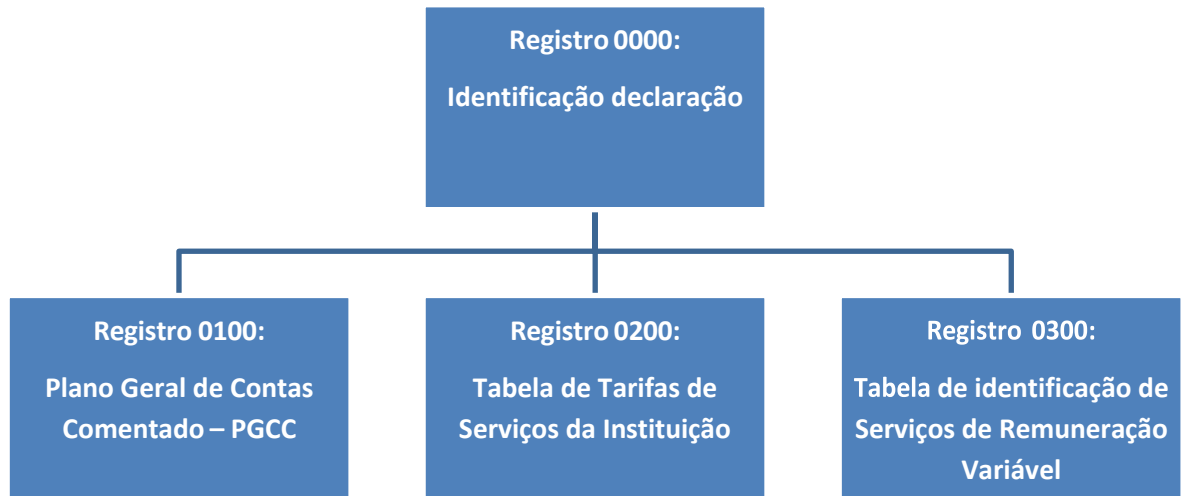 Registro 0000:
Identificação declaração
Registro 0100:
Plano Geral de Contas
Comentado – PGCC
Registro 0200:
Tabela de Tarifas de
Serviços da Instituição
Registro 0300:
Tabela de identificação de
Serviços de Remuneração
Variável